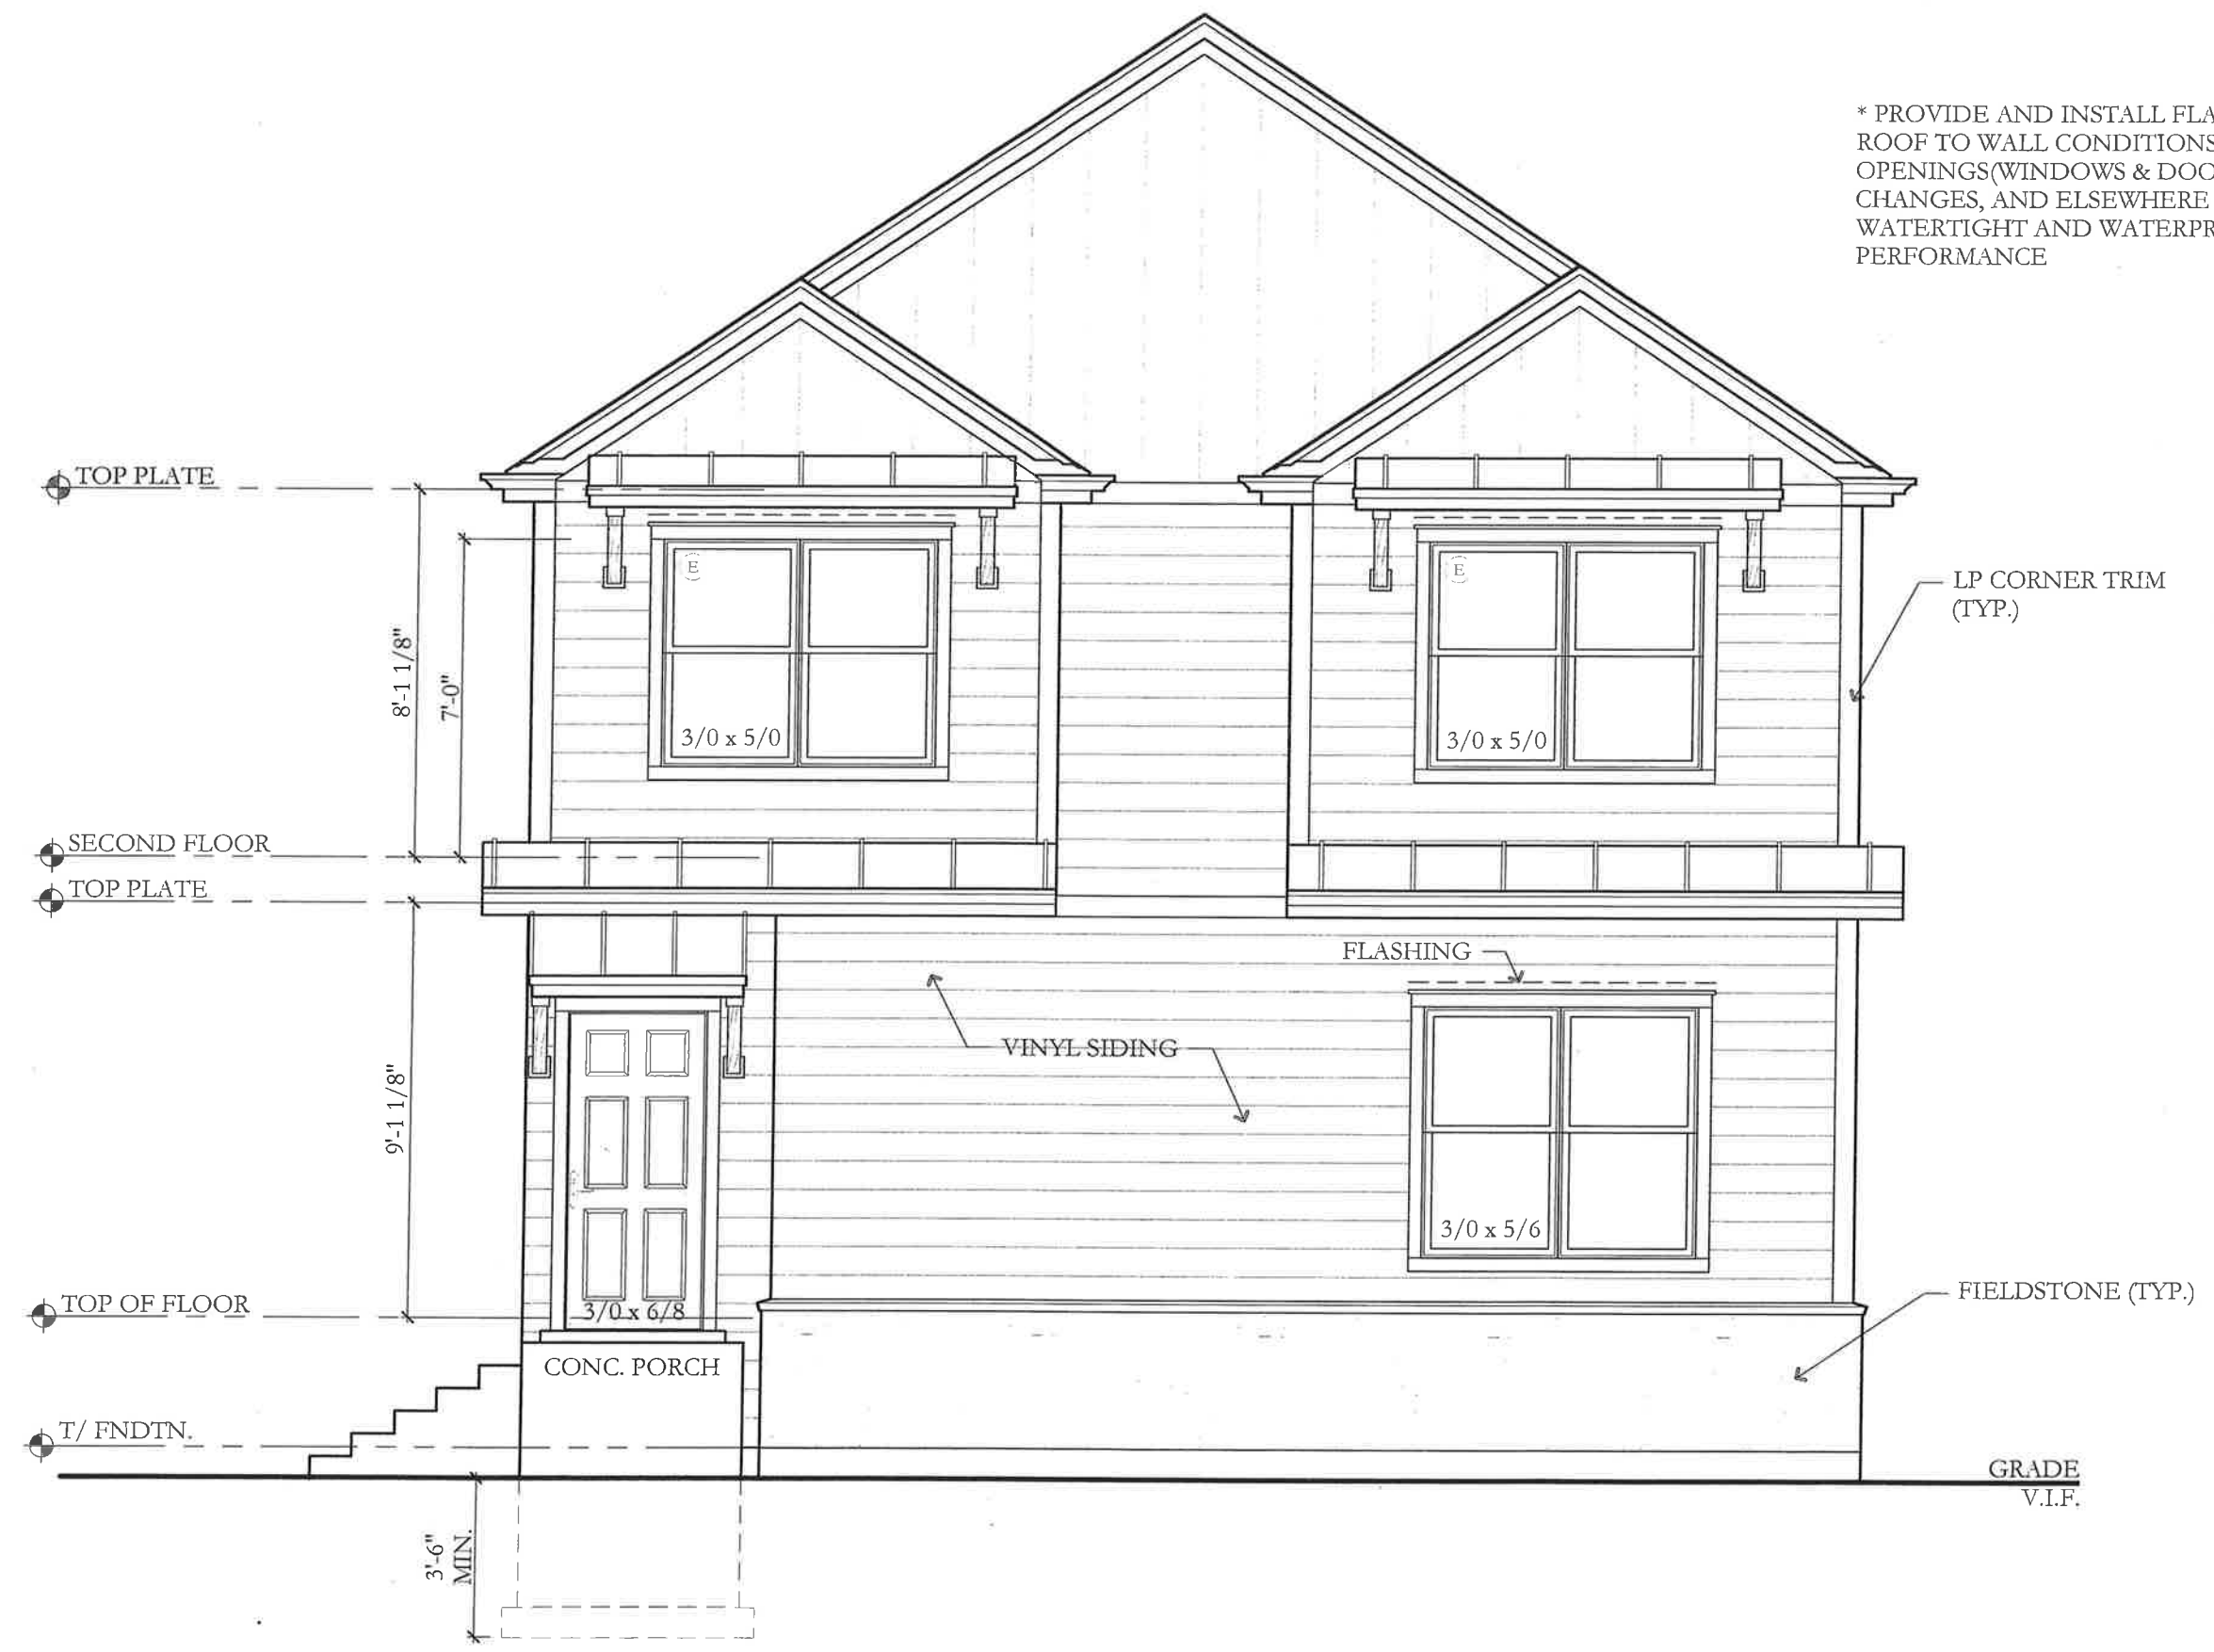 * PROVIDE AND INSTALL
ROOF TO WALL CONDITIONS
OPENINGS(WINDOWS &
CHANGES, AND ELSEWHERE
WATERTIGHT AND
PERFORMANCE
TOP PLATE
E
E
LP CORNER TRIM
(TYP.)
8'-1 1/8"
7'-0"
3/0 x 5/0
3/0 x 5/0
SECOND FLOOR
TOP PLATE
FLASHING
VINYL SIDING
9'-1 1/8"
3/0 x 5/6
FIELDSTONE (TYP.)
TOP OF FLOOR
3/0 x 6/8
CONC. PORCH
T/ FNDTN.
GRADE
V.I.F.
3'-6"
MIN.